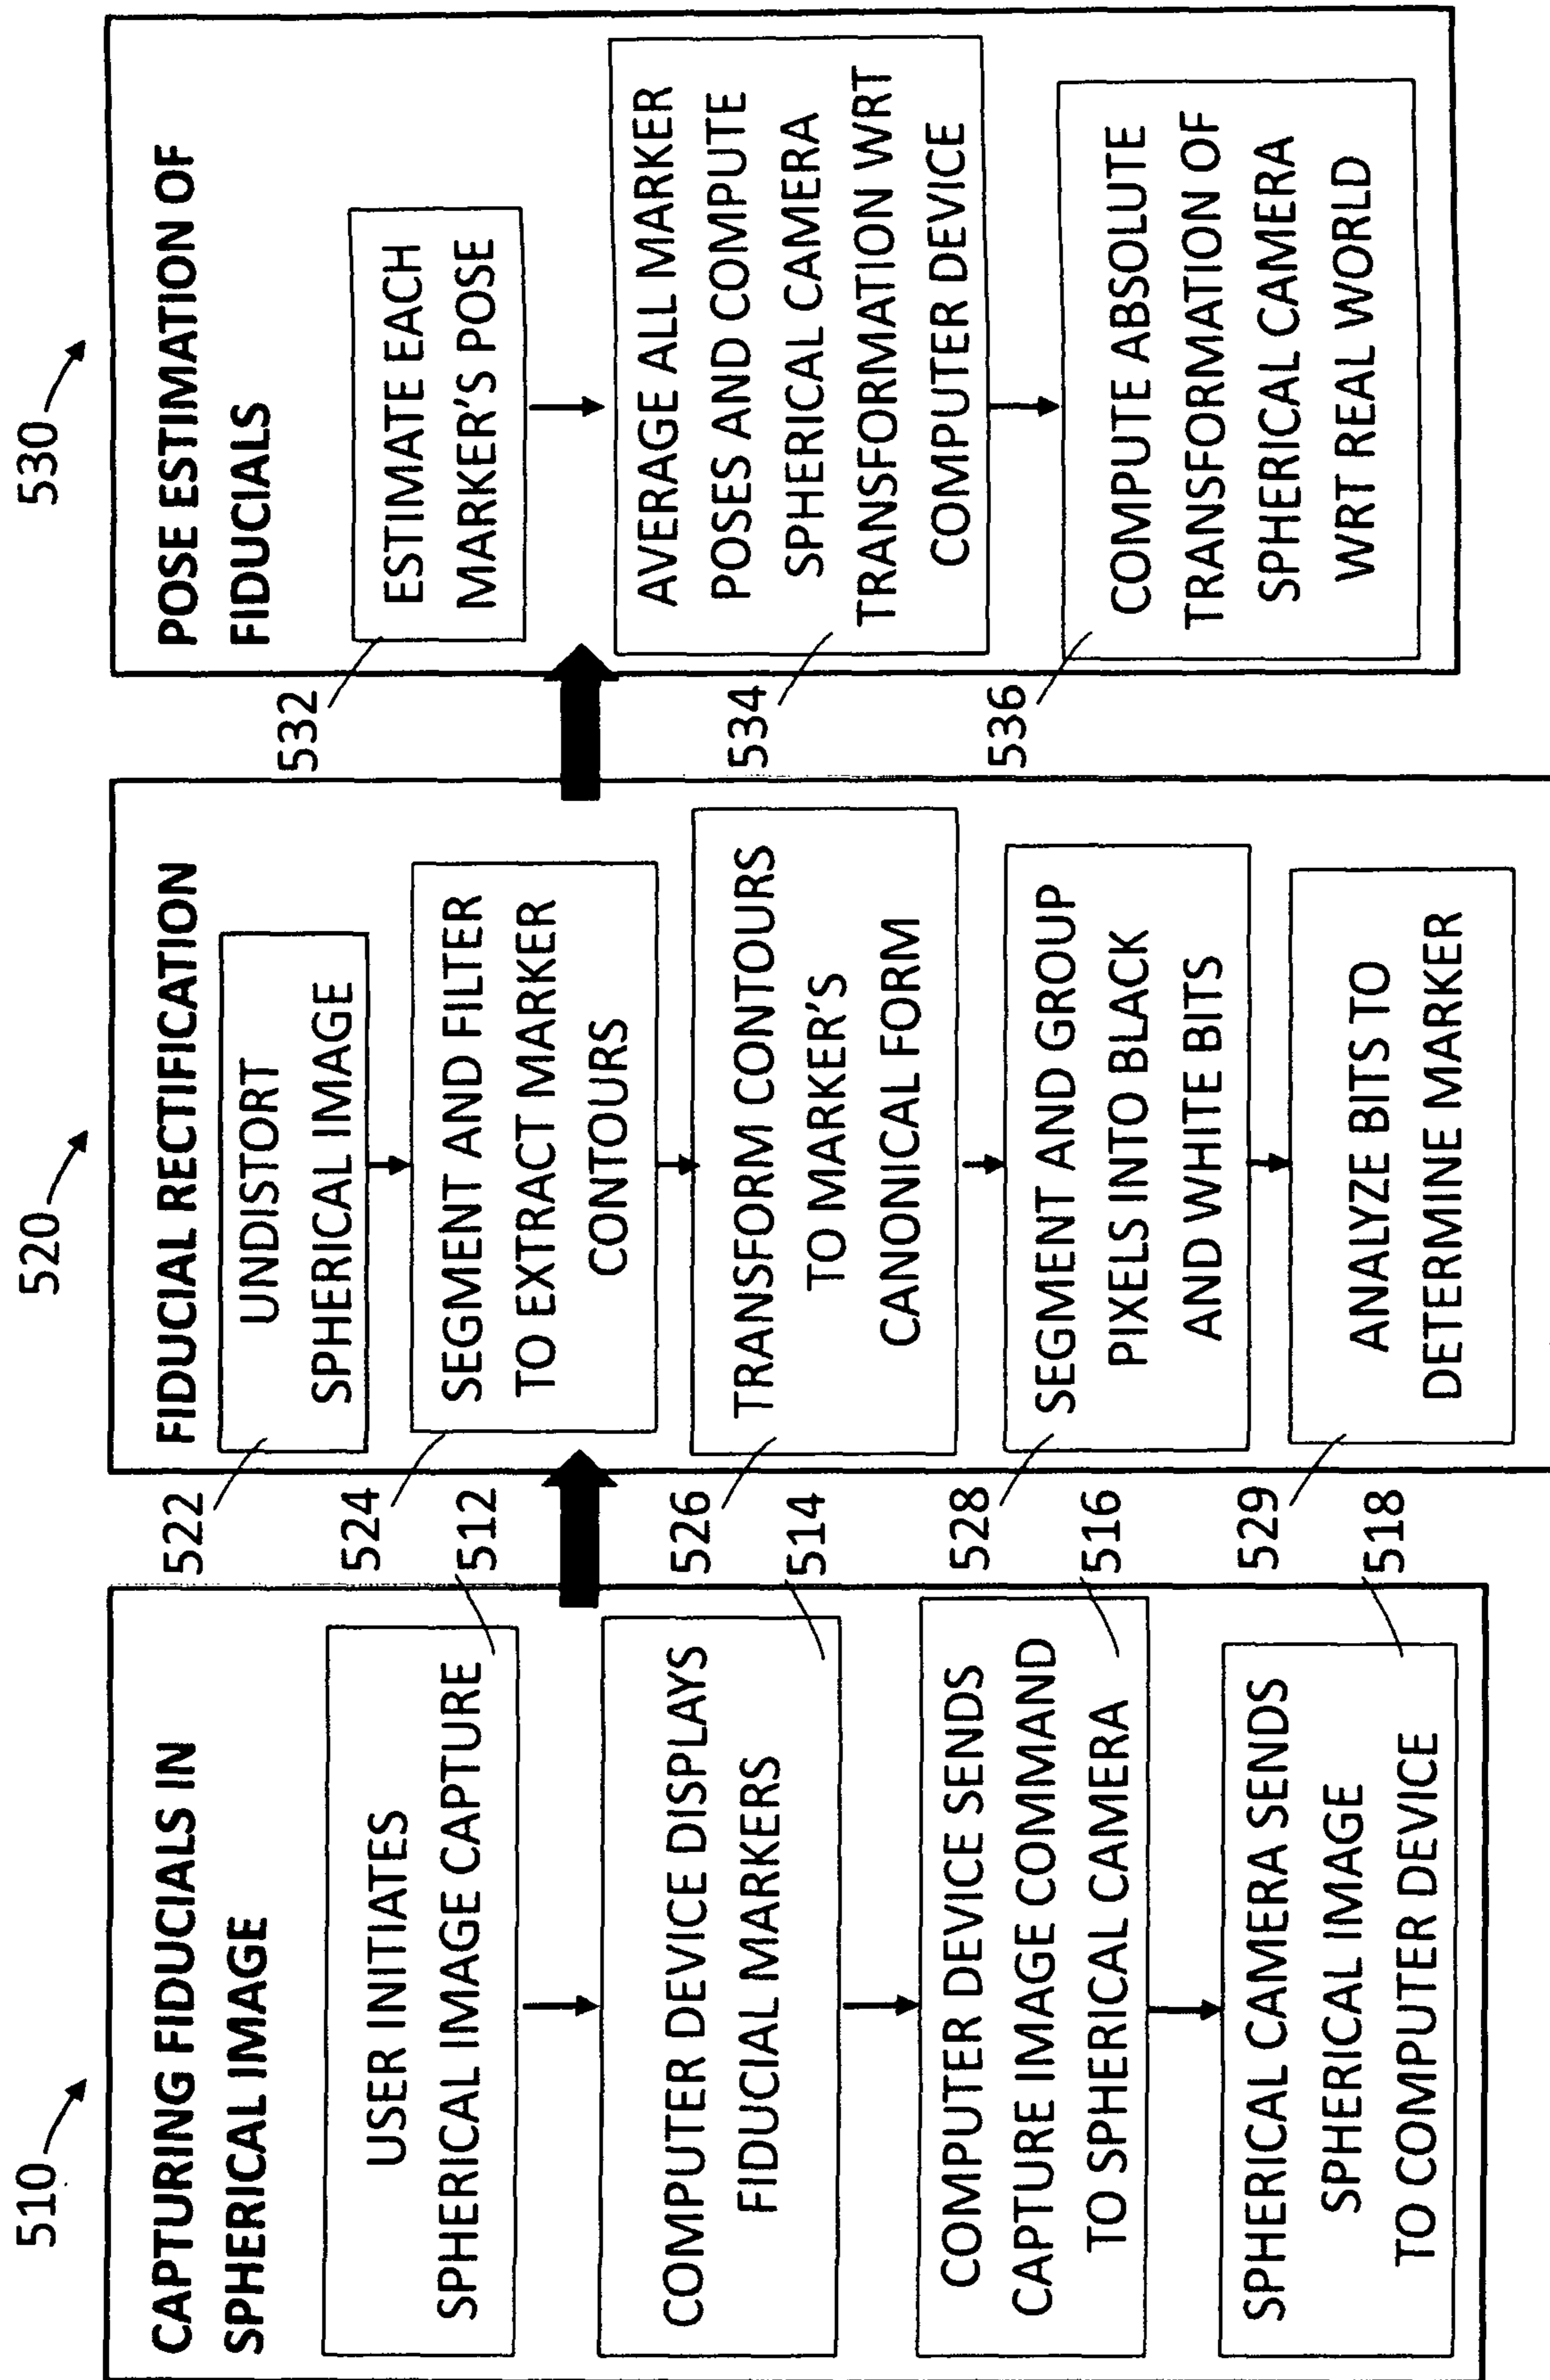 510
CAPTURING FIDUCIALS IN
SPHERICAL IMAGE
USER INITIATES
SPHERICAL IMAGE CAPTURE
512
COMPUTER DEVICE DISPLAYS
FIDUCIAL MARKERS
514
COMPUTER DEVICE SENDS
CAPTURE IMAGE COMMAND
TO SPHERICAL CAMERA
516
SPHERICAL CAMERA SENDS
SPHERICAL IMAGE
TO COMPUTER DEVICE
518
520
FIDUCIAL RECTIFICATION
522
UNDISTORT
SPHERICAL IMAGE
524
SEGMENT AND FILTER
TO EXTRACT MARKER
CONTOURS
526
TRANSFORM CONTOURS
TO MARKER'S
CANONICAL FORM
528
SEGMENT AND GROUP
PIXELS INTO BLACK
AND WHITE BITS
529
ANALYZE BITS TO
DETERMINE MARKER
530
POSE ESTIMATION OF
FIDUCIALS
532
ESTIMATE EACH
MARKER'S POSE
534
AVERAGE ALL MARKER
POSES AND COMPUTE
SPHERICAL CAMERA
TRANSFORMATION WRT
COMPUTER DEVICE
536
COMPUTE ABSOLUTE
TRANSFORMATION OF
SPHERICAL CAMERA
WRT REAL WORLD